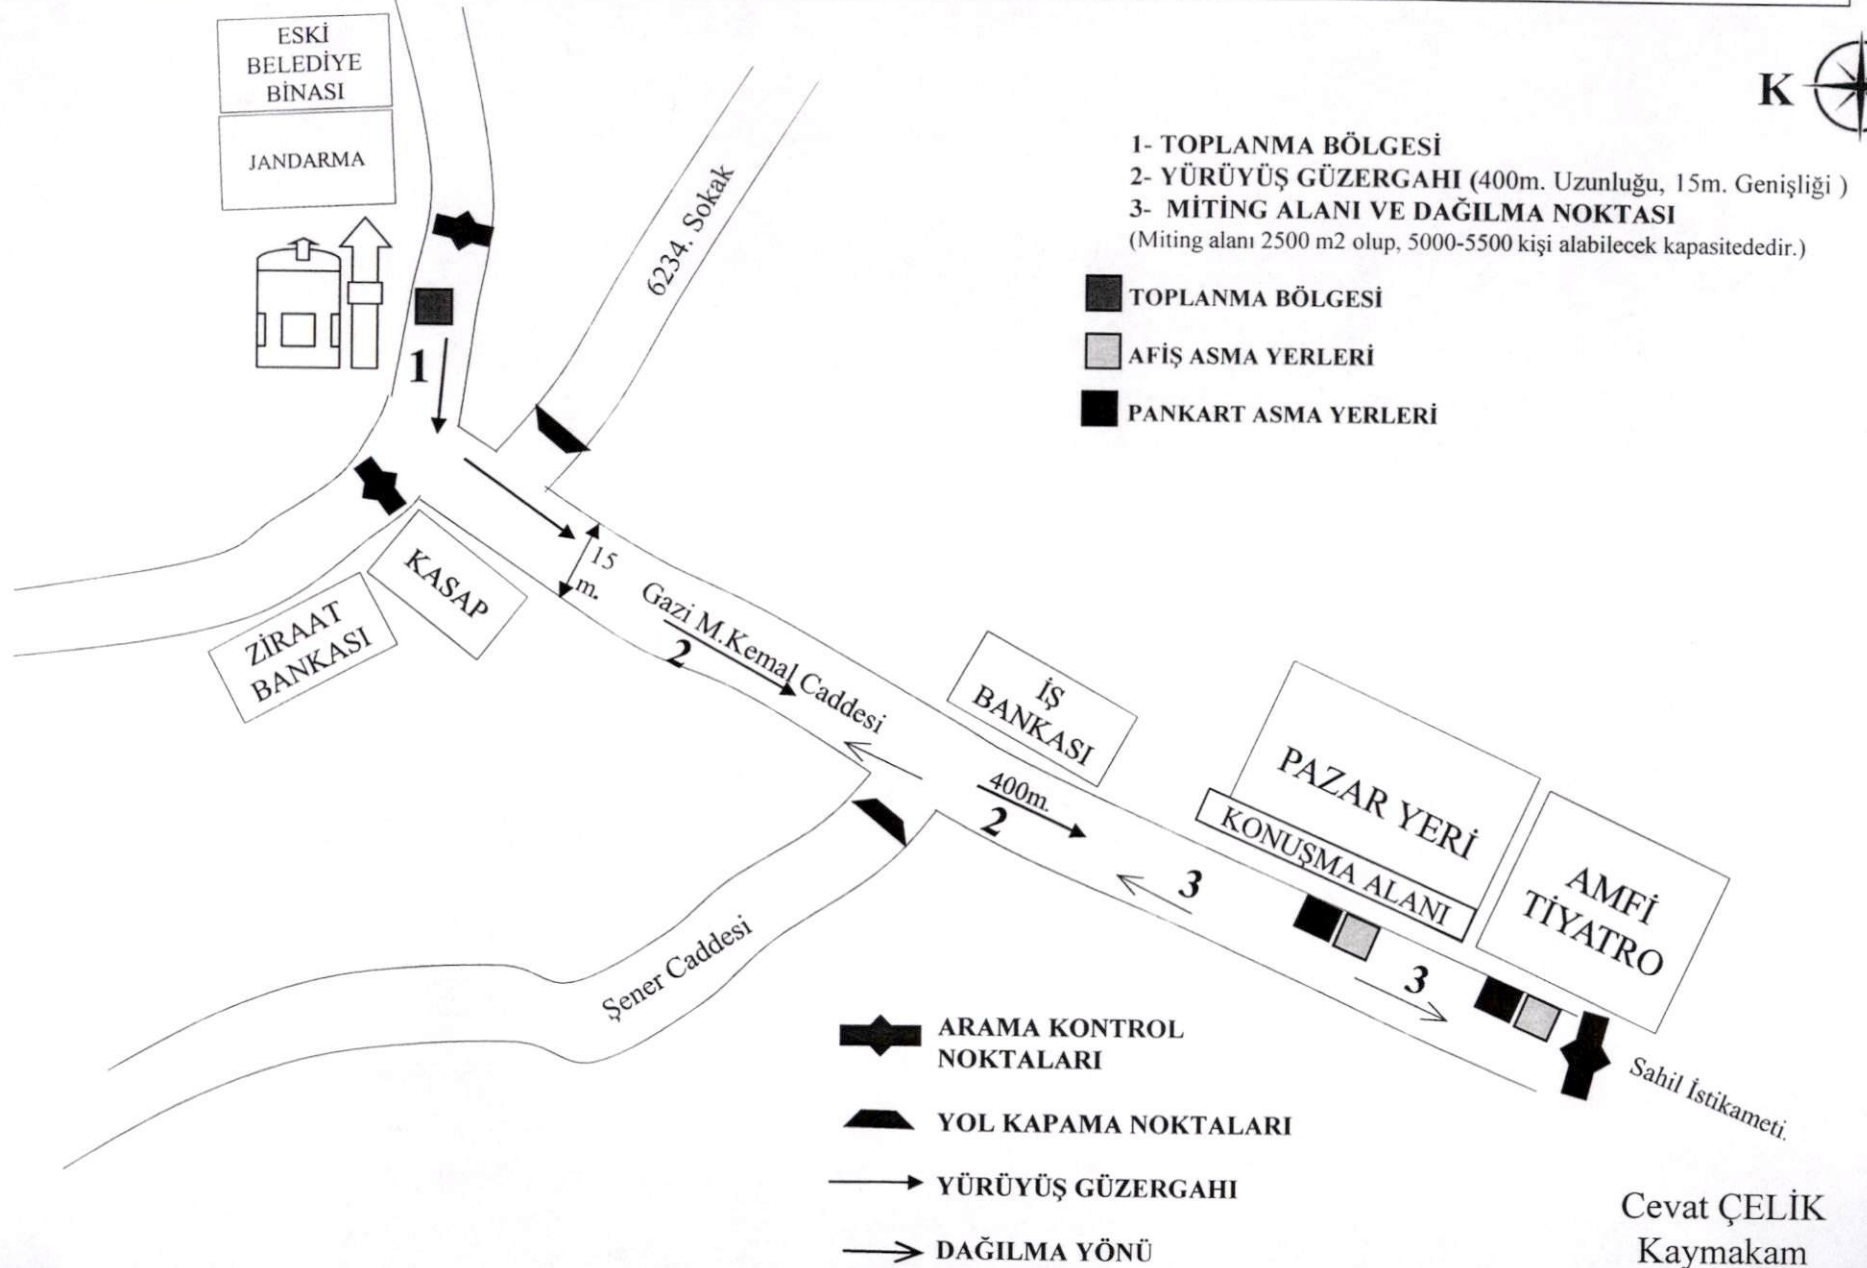 ESKİ
BELEDİYE
BİNASI
JANDARMA
K
1- TOPLANMA BÖLGESİ
2- YÜRÜYÜŞ GÜZERGAHI (400m. Uzunluğu, 15m. Genişliği )
3- MİTİNG ALANI VE DAĞILMA NOKTASI
(Miting alanı 2500 m2 olup, 5000-5500 kişi alabilecek kapasitededir.)
TOPLANMA BÖLGESİ
AFİŞ ASMA YERLERİ
PANKART ASMA YERLERİ
6234. Sokak
1
15
m.
KASAP
ZİRAAT
BANKASI
Gazi M.Kemal Caddesi
2
İŞ
BANKASI
400m.
2
PAZAR YERİ
KONUŞMA ALANI
AMFİ
TİYATRO
3
3
Şener Caddesi
Sahil İstikameti.
ARAMA KONTROL
NOKTALARI
YOL KAPAMA NOKTALARI
YÜRÜYÜŞ GÜZERGAHI
DAĞILMA YÖNÜ
Cevat ÇELİK
Kaymakam